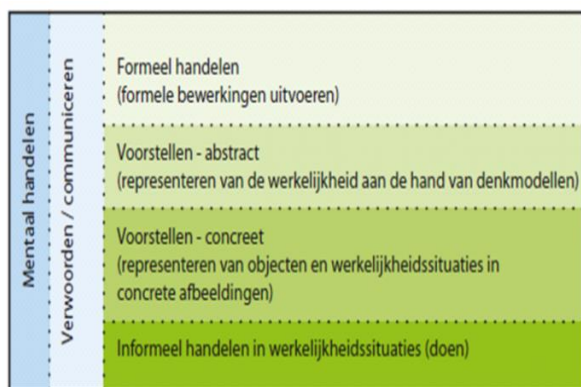 Mentaal handelen
Verwoorden / communiceren
Formeel handelen
(formele bewerkingen uitvoeren)
Voorstellen - abstract
(representeren van de werkelijkheid aan de hand van denkmodellen)
Voorstellen - concreet
(representeren van objecten en werkelijkheidssituaties in
concrete afbeeldingen)
Informeel handelen in werkelijkheidssituaties (doen)